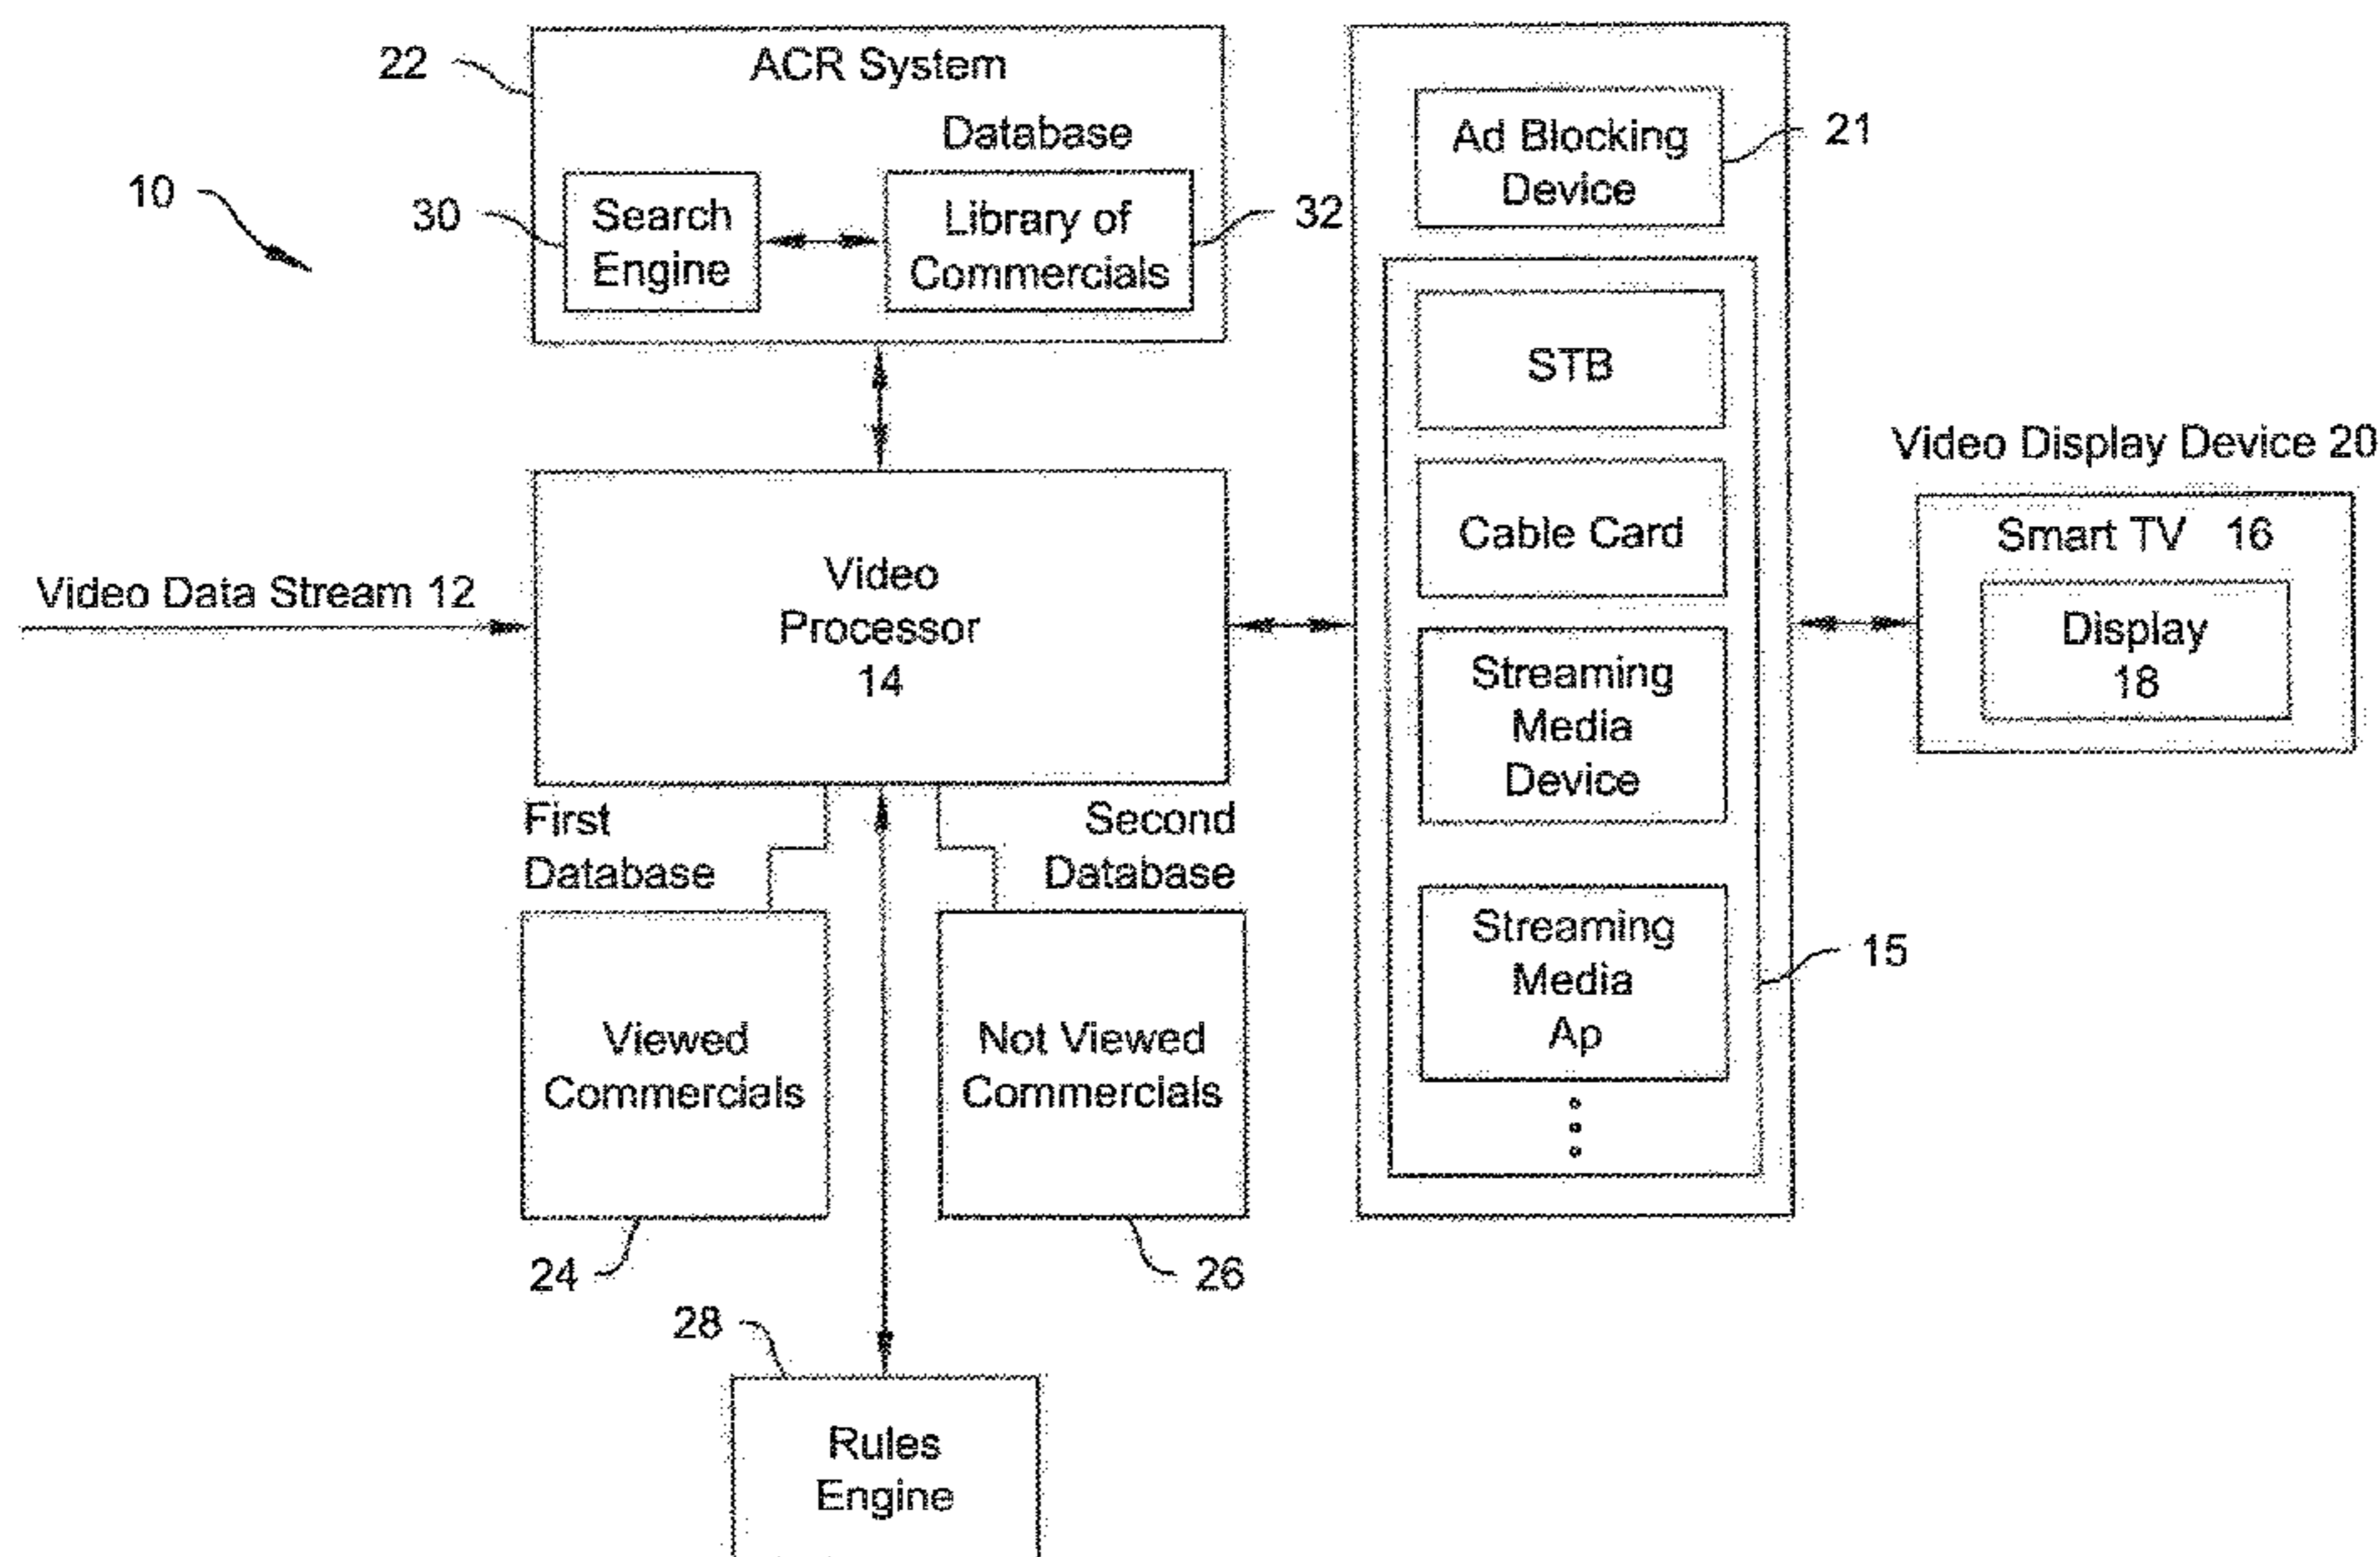 22
ACR System
Database
10
30
Search
Engine
Library of
Commercials
32
Ad Blocking
Device
21
STB
Cable Card
Streaming
Media
Device
Streaming
Media
Ap
15
Video Display Device 20
Smart TV 16
Display
18
Video Data Stream 12
Video
Processor
14
First
Database
Second
Database
Viewed
Commercials
Not Viewed
Commercials
24
26
28
Rules
Engine